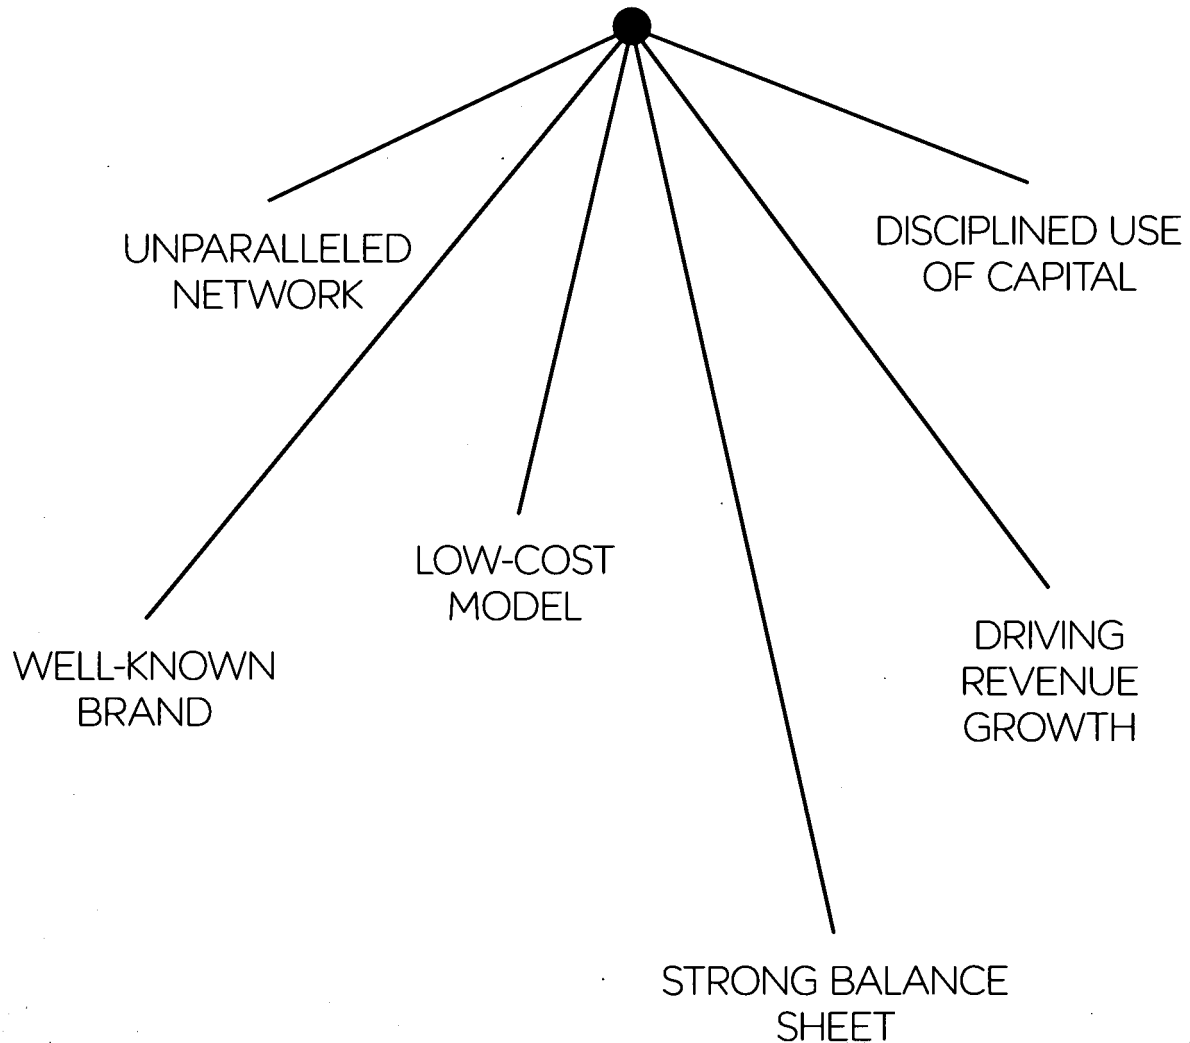 UNPARALLELED
NETWORK
DISCIPLINED USE
OF CAPITAL
LOW-COST
MODEL
WELL-KNOWN
BRAND
DRIVING
REVENUE
GROWTH
STRONG BALANCE
SHEET